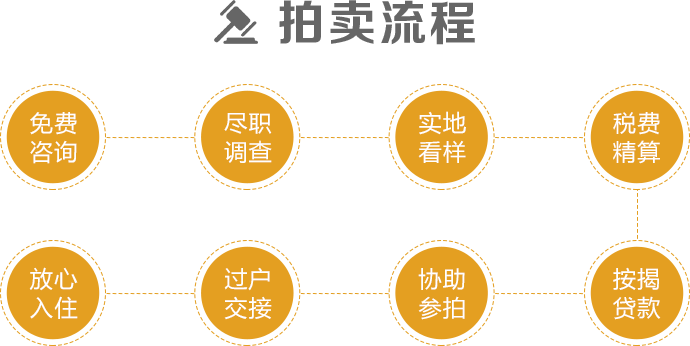 拍卖流程
免费
咨询
尽职
调查
实地
看样
税费
精算
按揭
贷款
协助
参拍
过户
交接
放心
入住